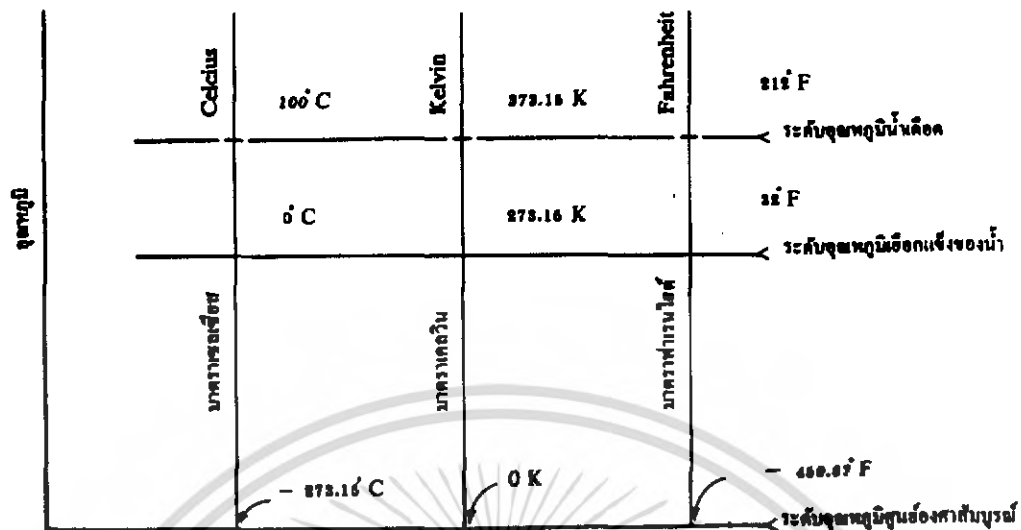 Celcius
Kelvin
Fahrenheit
100° C
373.15 K
212° F
ระดับอุณหภูมิน้ำเดือด
อุณหภูมิ
0° C
273.15 K
32° F
ระดับอุณหภูมิเยือกแข็งของน้ำ
มาตราเซลเซียส
มาตราเคลวิน
มาตราฟาเรนไฮต์
– 273.15° C
0 K
– 459.67° F
ระดับอุณหภูมิศูนย์องศาสัมบูรณ์